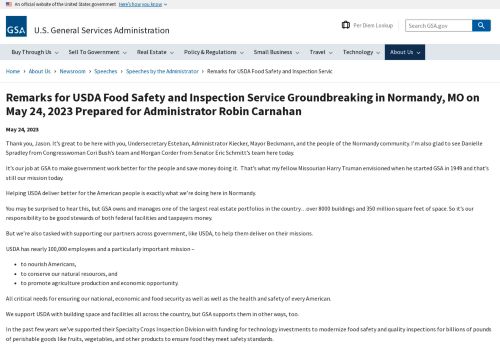 An official website of the United States government Here's how you know
GSA
U.S. General Services Administration
Per Diem Lookup
Search GSA.gov
Buy Through Us
Sell To Government
Real Estate
Policy & Regulations
Small Business
Travel
Technology
About Us
Home › About Us › Newsroom › Speeches › Speeches by the Administrator › Remarks for USDA Food Safety and Inspection Servic
Remarks for USDA Food Safety and Inspection Service Groundbreaking in Normandy, MO on
May 24, 2023 Prepared for Administrator Robin Carnahan
May 24, 2023
Thank you, Jason. It's great to be here with you, Undersecretary Esteban, Administrator Kiecker, Mayor Beckmann, and the people of the Normandy community. I'm also glad to see Danielle
Spradley from Congresswoman Cori Bush's team and Morgan Corder from Senator Eric Schmitt's team here today.
It's our job at GSA to make government work better for the people and save money doing it. That's what my fellow Missourian Harry Truman envisioned when he started GSA in 1949 and that's
still our mission today.
Helping USDA deliver better for the American people is exactly what we're doing here in Normandy.
You may be surprised to hear this, but GSA owns and manages one of the largest real estate portfolios in the country... over 8000 buildings and 350 million square feet of space. So it's our
responsibility to be good stewards of both federal facilities and taxpayers money.
But we're also tasked with supporting our partners across government, like USDA, to help them deliver on their missions.
USDA has nearly 100,000 employees and a particularly important mission –
• to nourish Americans,
• to conserve our natural resources, and
• to promote agriculture production and economic opportunity.
All critical needs for ensuring our national, economic and food security as well as well as the health and safety of every American.
We support USDA with building space and facilities all across the country, but GSA supports them in other ways, too.
In the past few years we've supported their Specialty Crops Inspection Division with funding for technology investments to modernize food safety and quality inspections for billions of pounds
of perishable goods like fruits, vegetables, and other products to ensure food they meet safety standards.